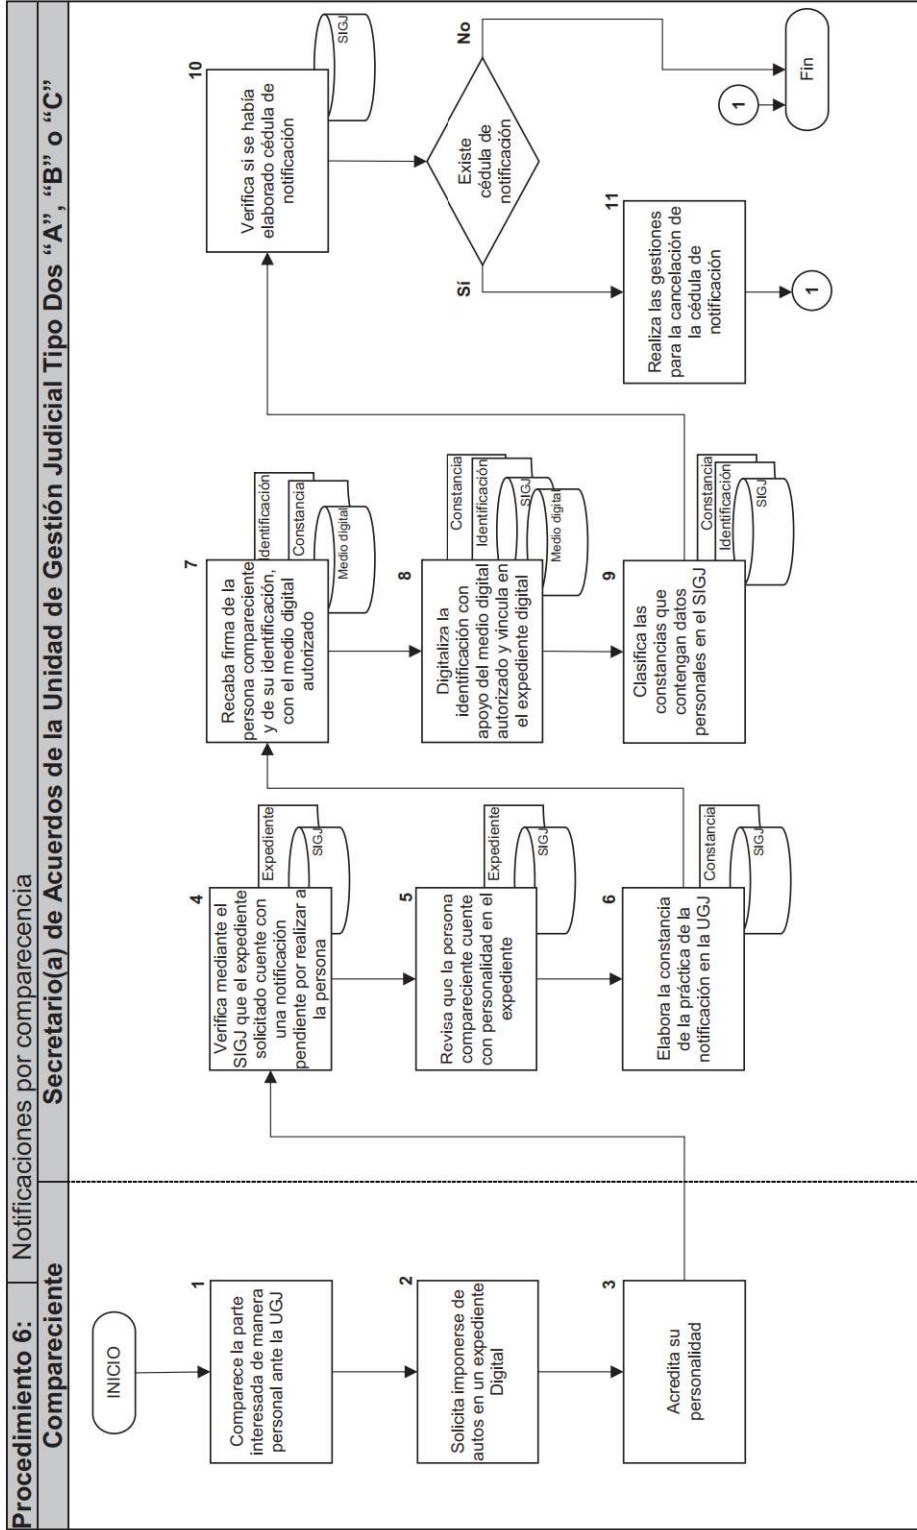 Procedimiento 6: Notificaciones por comparecencia
Compareciente
Secretario(a) de Acuerdos de la Unidad de Gestión Judicial Tipo Dos “A”, “B” o “C”
INICIO
1
Comparece la parte
interesada de manera
personal ante la UGJ
2
Solicita imponerse de
autos en un expediente
Digital
3
Acredita su
personalidad
4
Verifica mediante el
SIGJ que el expediente
solicitado cuente con
una notificación
pendiente por realizar a
la persona
Expediente
SIGJ
5
Revisa que la persona
compareciente cuente
con personalidad en el
expediente
Expediente
SIGJ
6
Elabora la constancia
de la práctica de la
notificación en la UGJ
Constancia
SIGJ
7
Recaba firma de la
persona compareciente
y de su identificación,
con el medio digital
autorizado
Identificación
Constancia
Medio digital
8
Digitaliza la
identificación con
apoyo del medio digital
autorizado y vincula en
el expediente digital
Constancia
Identificación
SIGJ
Medio digital
9
Clasifica las
constancias que
contengan datos
personales en el SIGJ
Constancia
Identificación
SIGJ
10
Verifica si se había
elaborado cédula de
notificación
SIGJ
Existe
cédula de
notificación
Sí
No
11
Realiza las gestiones
para la cancelación de
la cédula de
notificación
1
1
Fin